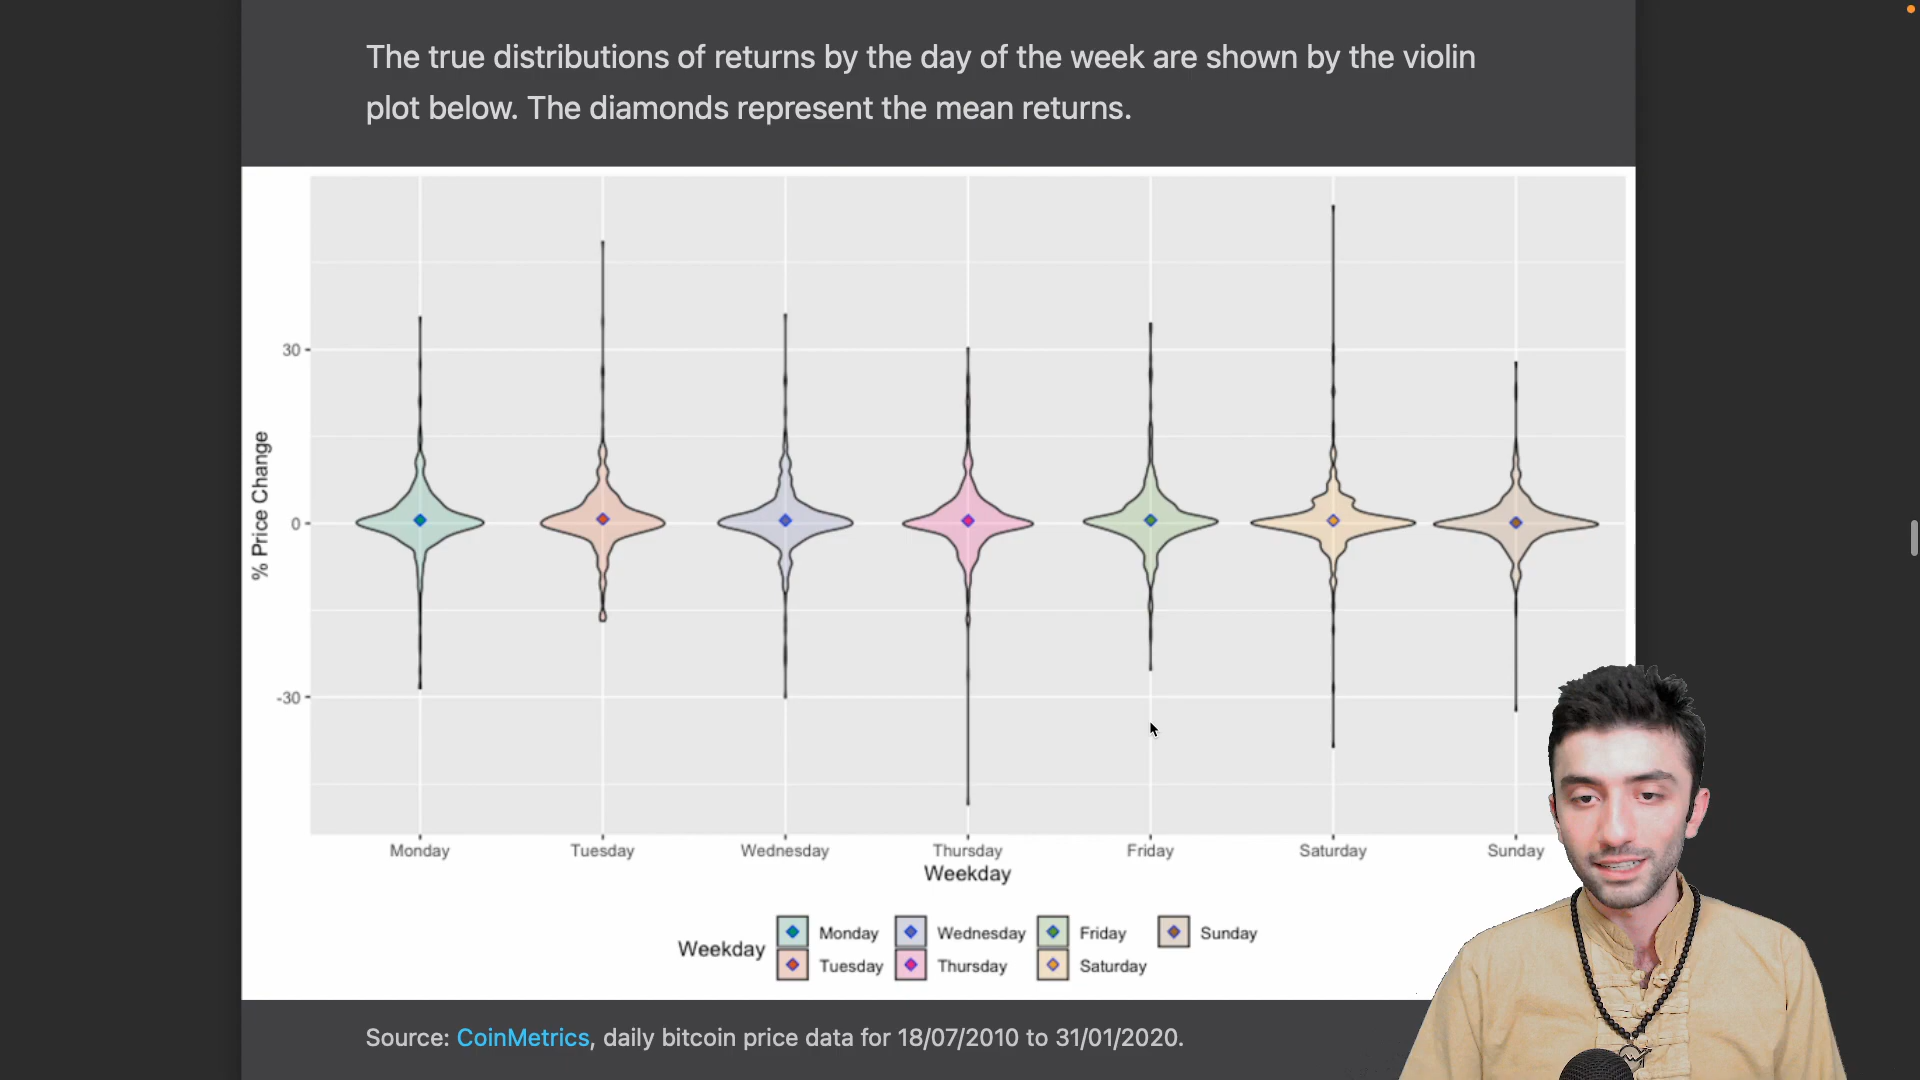 The true distributions of returns by the day of the week are shown by the violin
plot below. The diamonds represent the mean returns.
% Price Change
30
0
-30
Monday Tuesday Wednesday Thursday Friday Saturday Sunday
Weekday
Weekday
Monday Wednesday Friday Sunday
Tuesday Thursday Saturday
Source: CoinMetrics, daily bitcoin price data for 18/07/2010 to 31/01/2020.